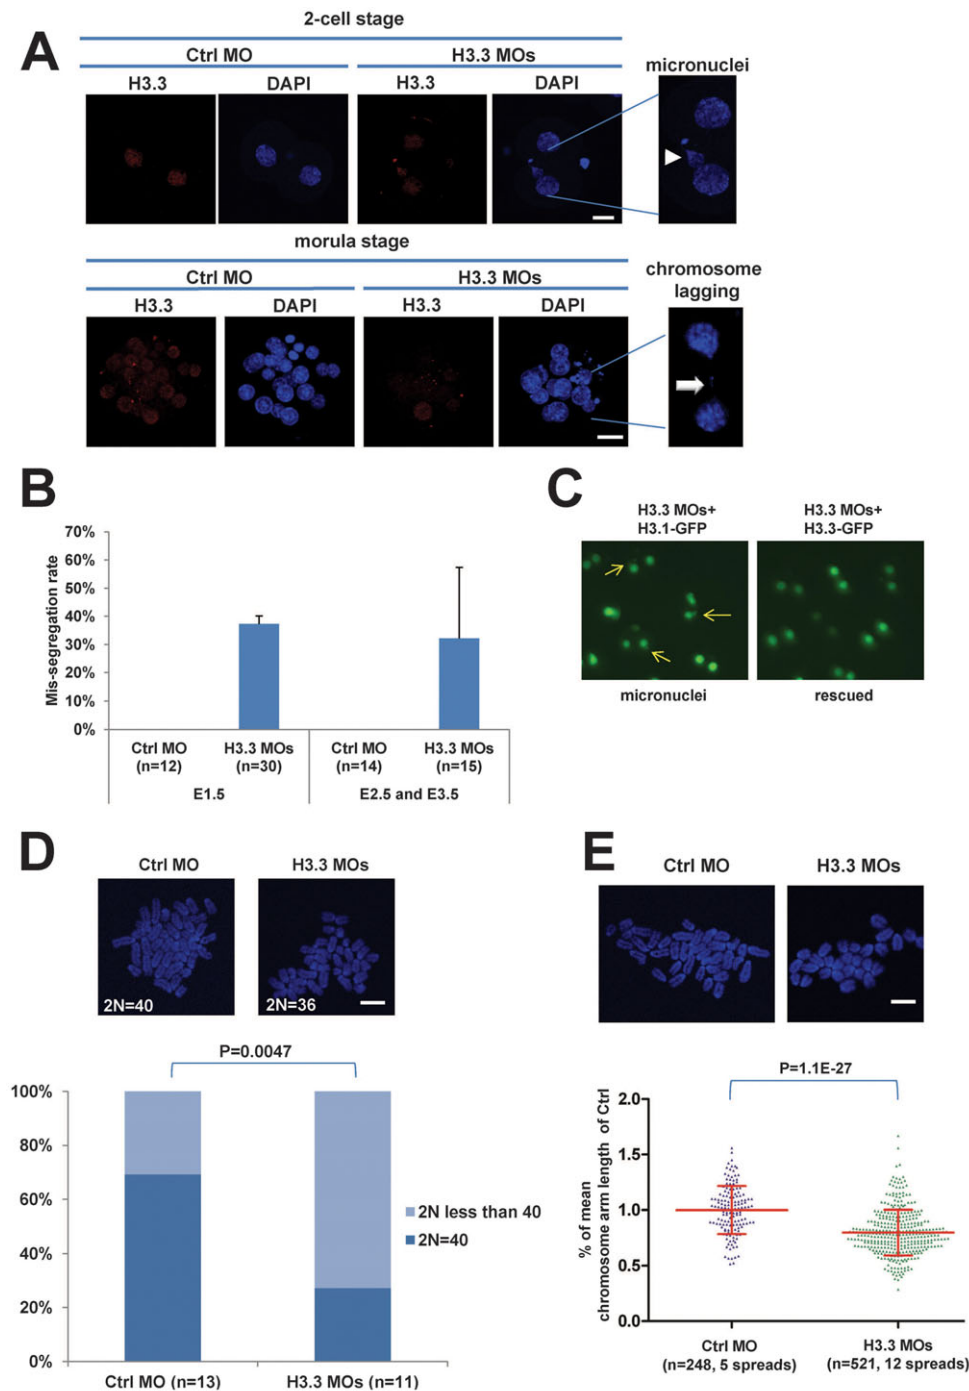 A
2-cell stage
Ctrl MO
H3.3 MOs
H3.3
DAPI
H3.3
DAPI
micronuclei
morula stage
Ctrl MO
H3.3 MOs
H3.3
DAPI
H3.3
DAPI
chromosome
lagging
B
Mis-segregation rate
70%
60%
50%
40%
30%
20%
10%
0%
Ctrl MO
(n=12)
H3.3 MOs
(n=30)
Ctrl MO
(n=14)
H3.3 MOs
(n=15)
E1.5
E2.5 and E3.5
C
H3.3 MOs+
H3.1-GFP
H3.3 MOs+
H3.3-GFP
micronuclei
rescued
D
Ctrl MO
H3.3 MOs
2N=40
2N=36
P=0.0047
100%
80%
60%
40%
20%
0%
2N less than 40
2N=40
Ctrl MO (n=13)
H3.3 MOs (n=11)
E
Ctrl MO
H3.3 MOs
P=1.1E-27
% of mean
chromosome arm length of Ctrl
2.0
1.5
1.0
0.5
0.0
Ctrl MO
(n=248, 5 spreads)
H3.3 MOs
(n=521, 12 spreads)